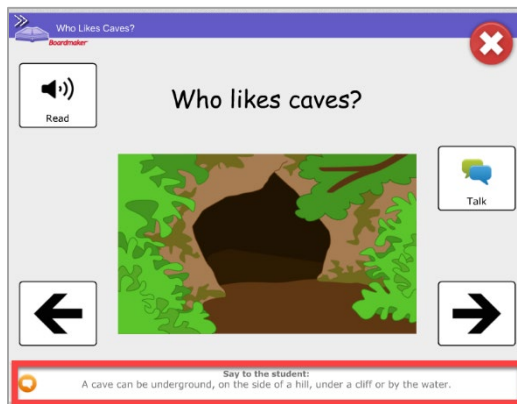 Who Likes Caves?
Boardmaker
Read
Who likes caves?
Talk
Say to the student:
A cave can be underground, on the side of a hill, under a cliff or by the water.